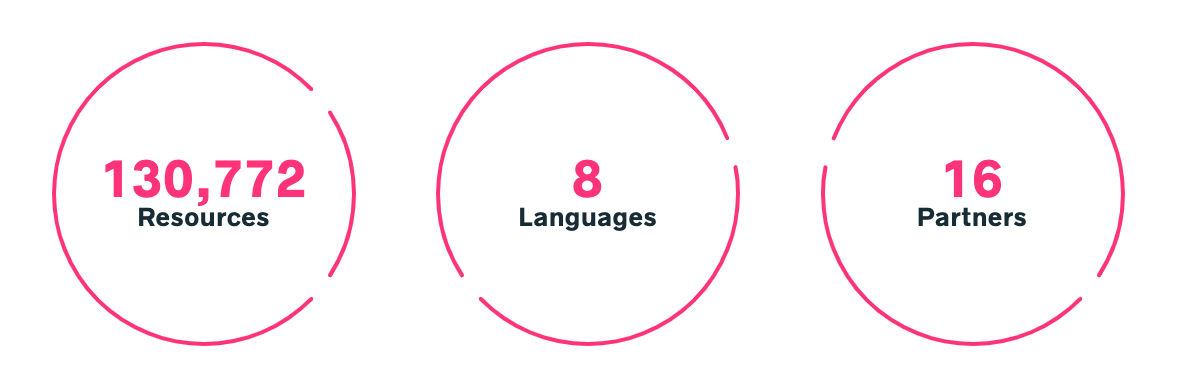 130,772
Resources
8
Languages
16
Partners